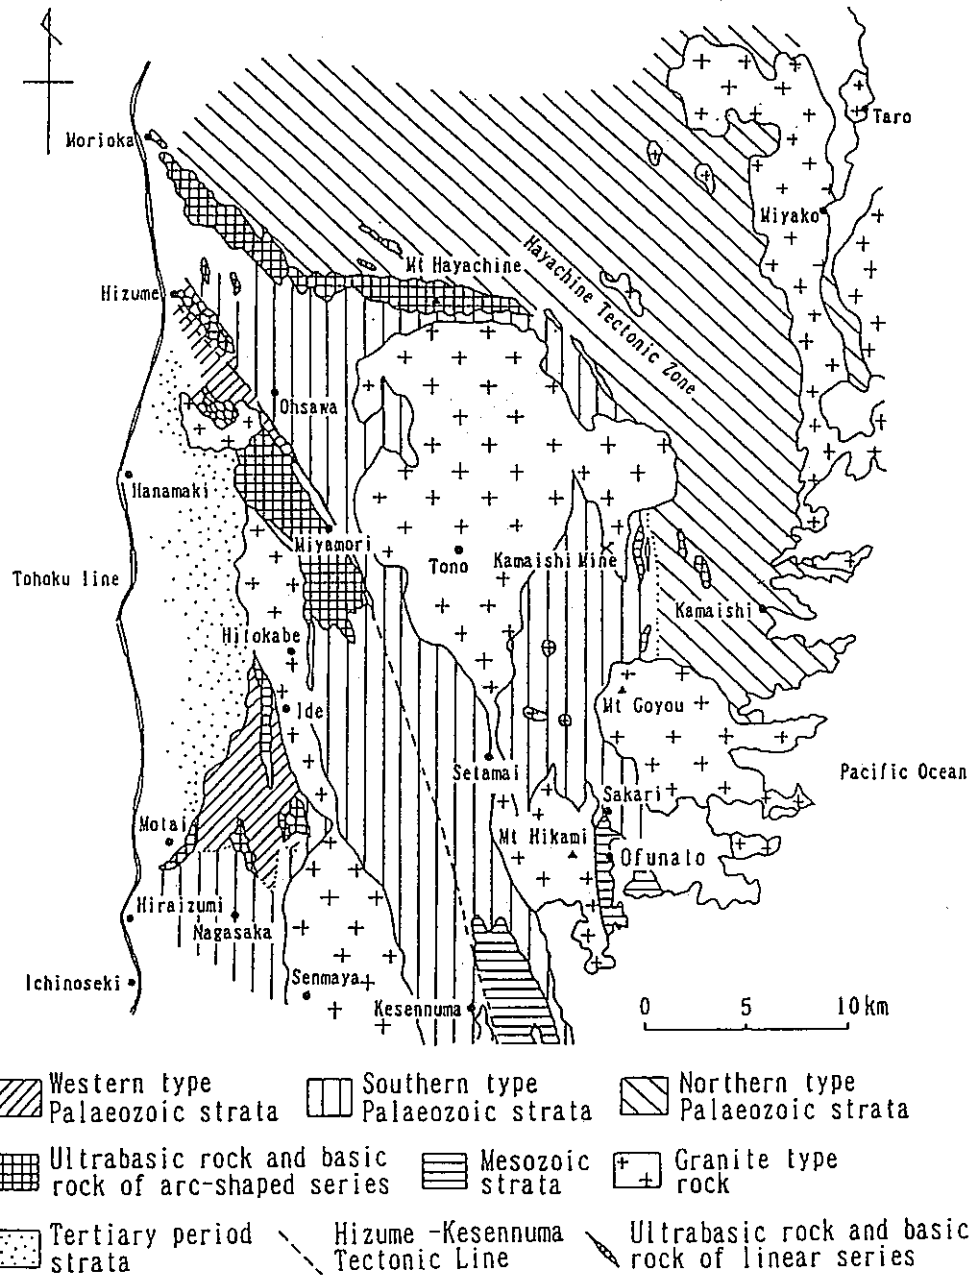 Taro
Morioka
Miyako
Hayachine Tectonic Zone
Mt Hayachine
Hizume
Ohsawa
Hanamaki
Miyamori
Tono
Kamaishi Mine
Tohoku line
Kamaishi
Hitokabe
Mt Goyou
Ide
Setamai
Pacific Ocean
Sakari
Motai
Mt Hikami
Ofunato
Hiraizumi
Nagasaka
Ichinoseki
Senmaya
Kesennuma
0 5 10 km
Western type
Palaeozoic strata
Southern type
Palaeozoic strata
Northern type
Palaeozoic strata
Ultrabasic rock and basic
rock of arc-shaped series
Mesozoic
strata
Granite type
rock
Tertiary period
strata
Hizume -Kesennuma
Tectonic Line
Ultrabasic rock and basic
rock of linear series